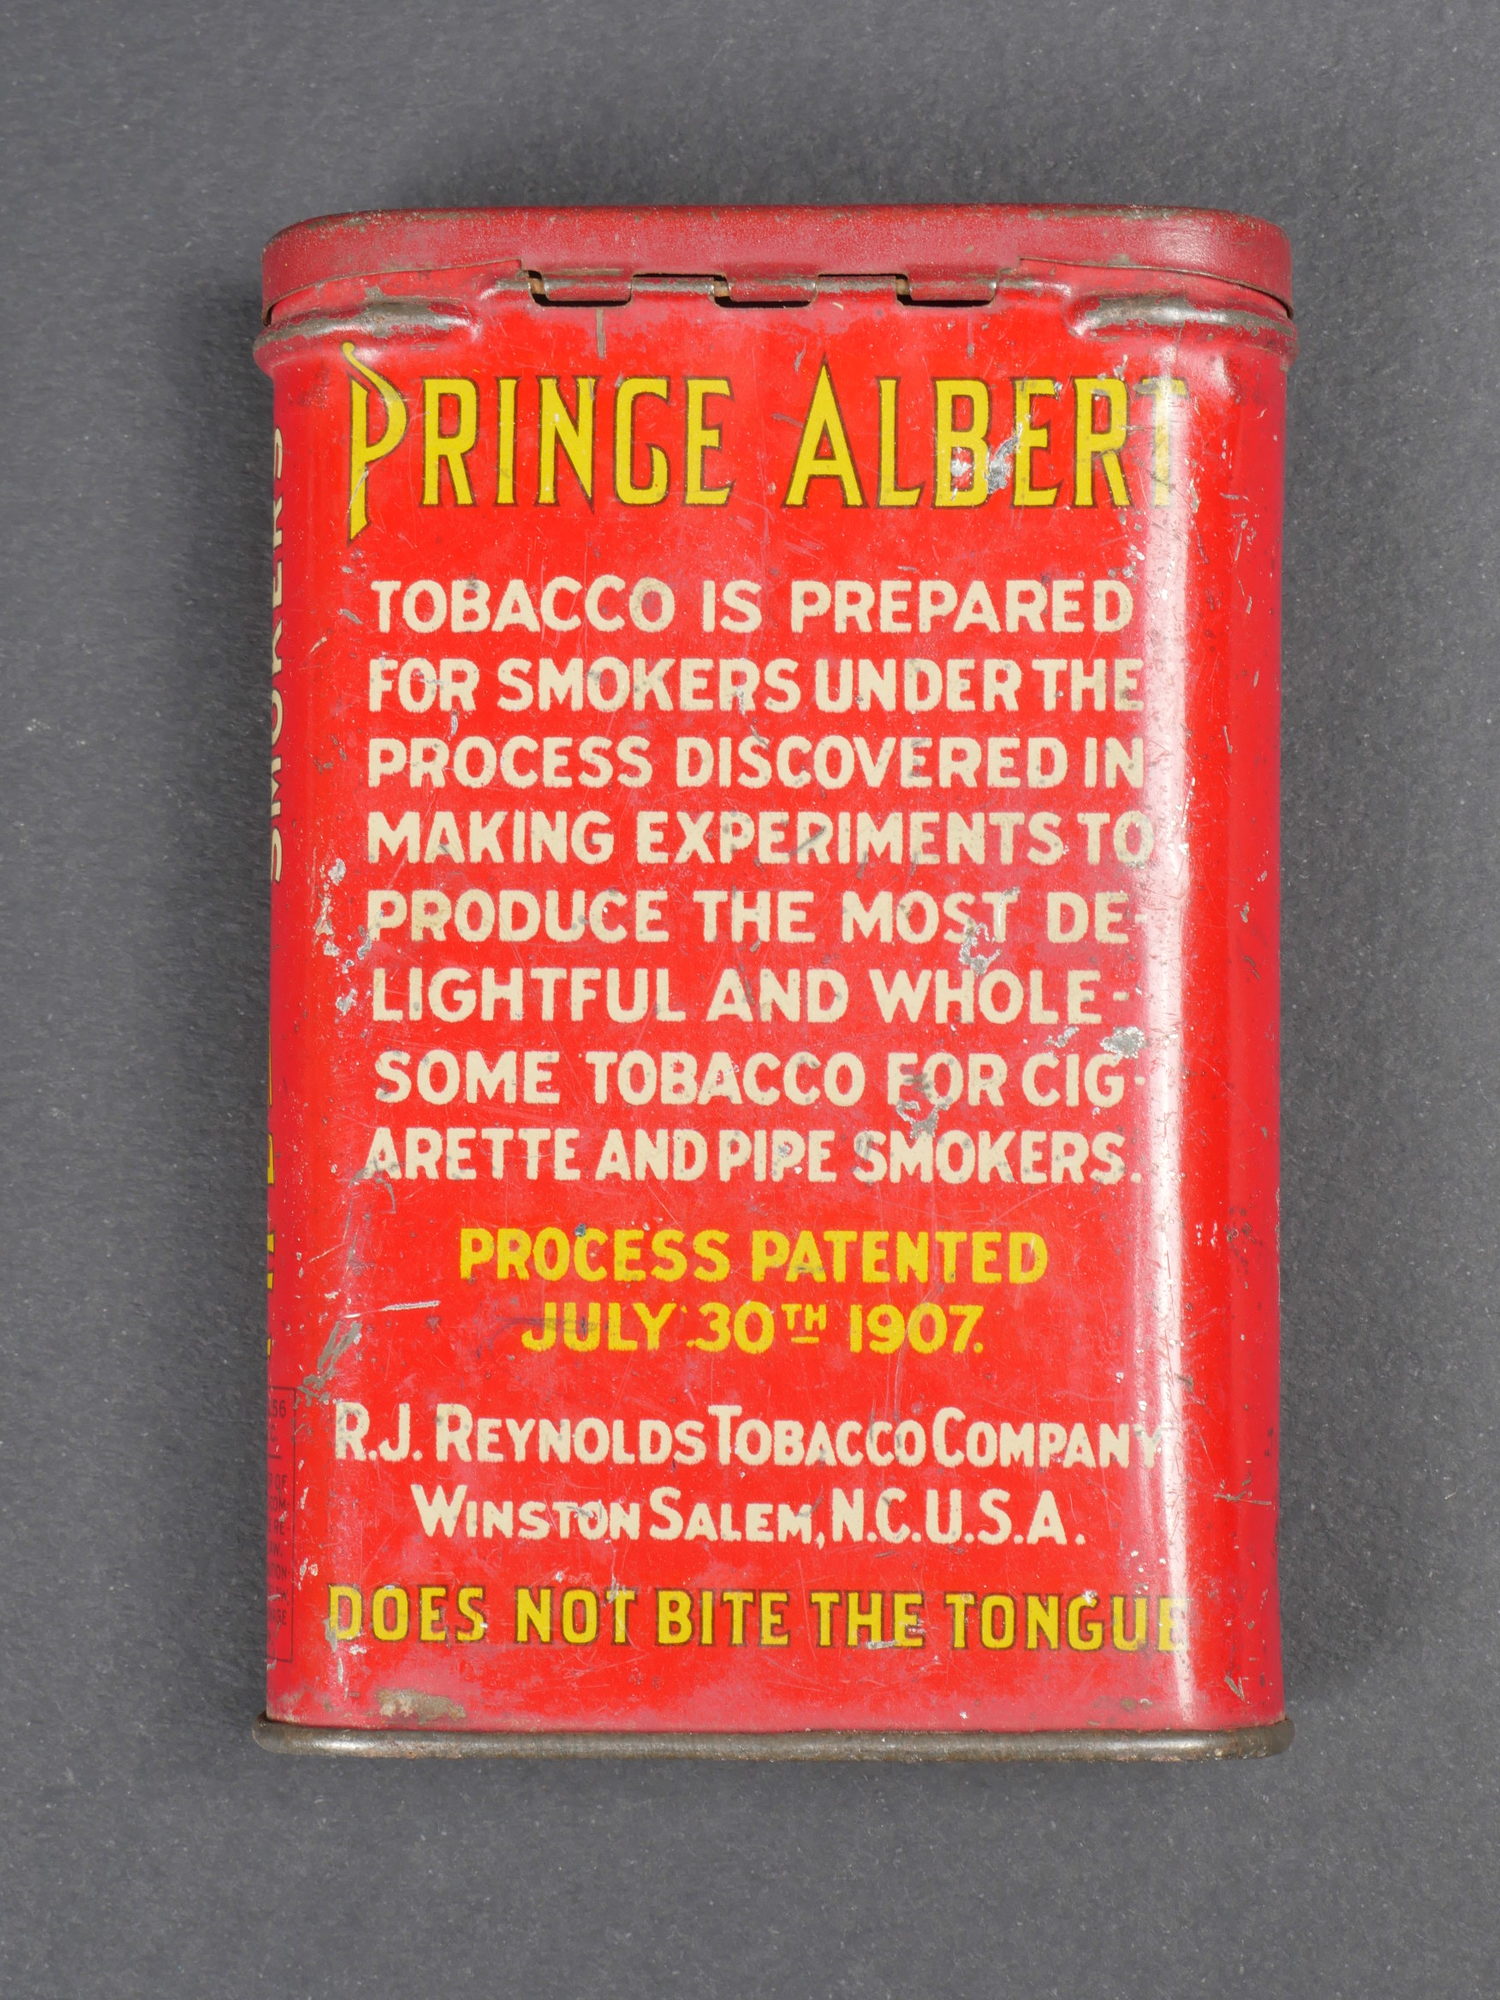 PRINCE ALBERT
TOBACCO IS PREPARED
FOR SMOKERS UNDER THE
PROCESS DISCOVERED IN
MAKING EXPERIMENTS TO
PRODUCE THE MOST DE-
LIGHTFUL AND WHOLE-
SOME TOBACCO FOR CIG-
ARETTE AND PIPE SMOKERS.
PROCESS PATENTED
JULY 30TH 1907.
R.J. REYNOLDS TOBACCO COMPANY
WINSTON SALEM, N.C.U.S.A.
DOES NOT BITE THE TONGUE
SMOKERS